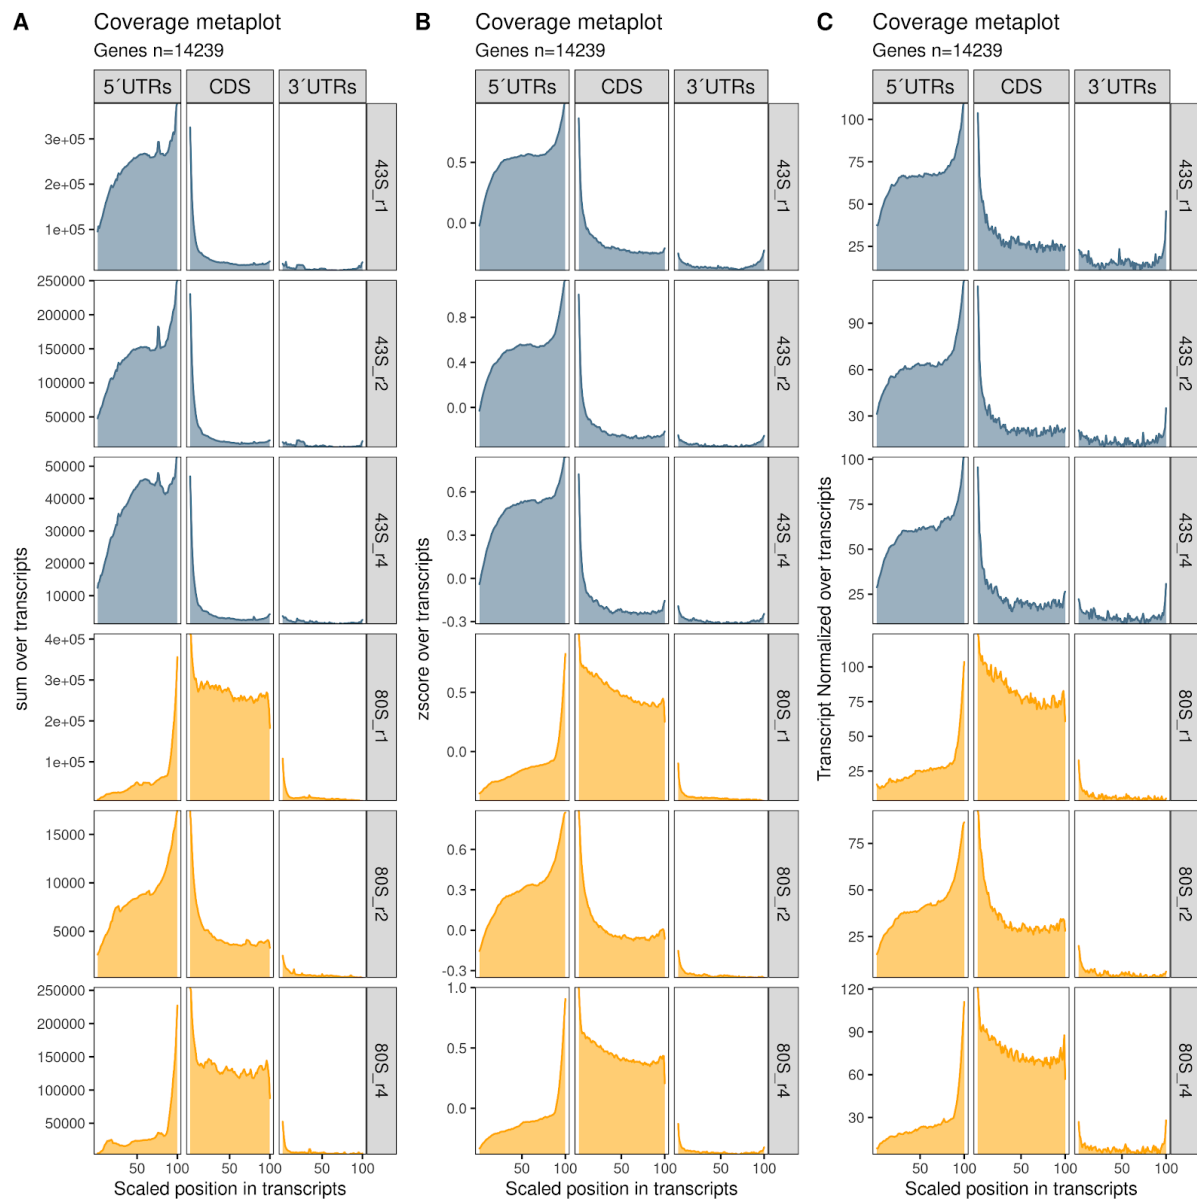 A
Coverage metaplot
Genes n=14239
5´UTRs CDS 3´UTRs
sum over transcripts
3e+05
2e+05
1e+05
43S_r1
250000
200000
150000
100000
50000
43S_r2
50000
40000
30000
20000
10000
43S_r4
4e+05
3e+05
2e+05
1e+05
80S_r1
15000
10000
5000
80S_r2
250000
200000
150000
100000
50000
80S_r4
50 100 50 100 50 100
Scaled position in transcripts
B
Coverage metaplot
Genes n=14239
5´UTRs CDS 3´UTRs
zscore over transcripts
0.5
0.0
43S_r1
0.8
0.4
0.0
43S_r2
0.6
0.3
0.0
-0.3
43S_r4
0.5
0.0
80S_r1
0.6
0.3
0.0
-0.3
80S_r2
1.0
0.5
0.0
80S_r4
50 100 50 100 50 100
Scaled position in transcripts
C
Coverage metaplot
Genes n=14239
5´UTRs CDS 3´UTRs
Transcript Normalized over transcripts
100
75
50
25
43S_r1
90
60
30
43S_r2
100
75
50
25
43S_r4
100
75
50
25
80S_r1
75
50
25
80S_r2
120
90
60
30
80S_r4
50 100 50 100 50 100
Scaled position in transcripts